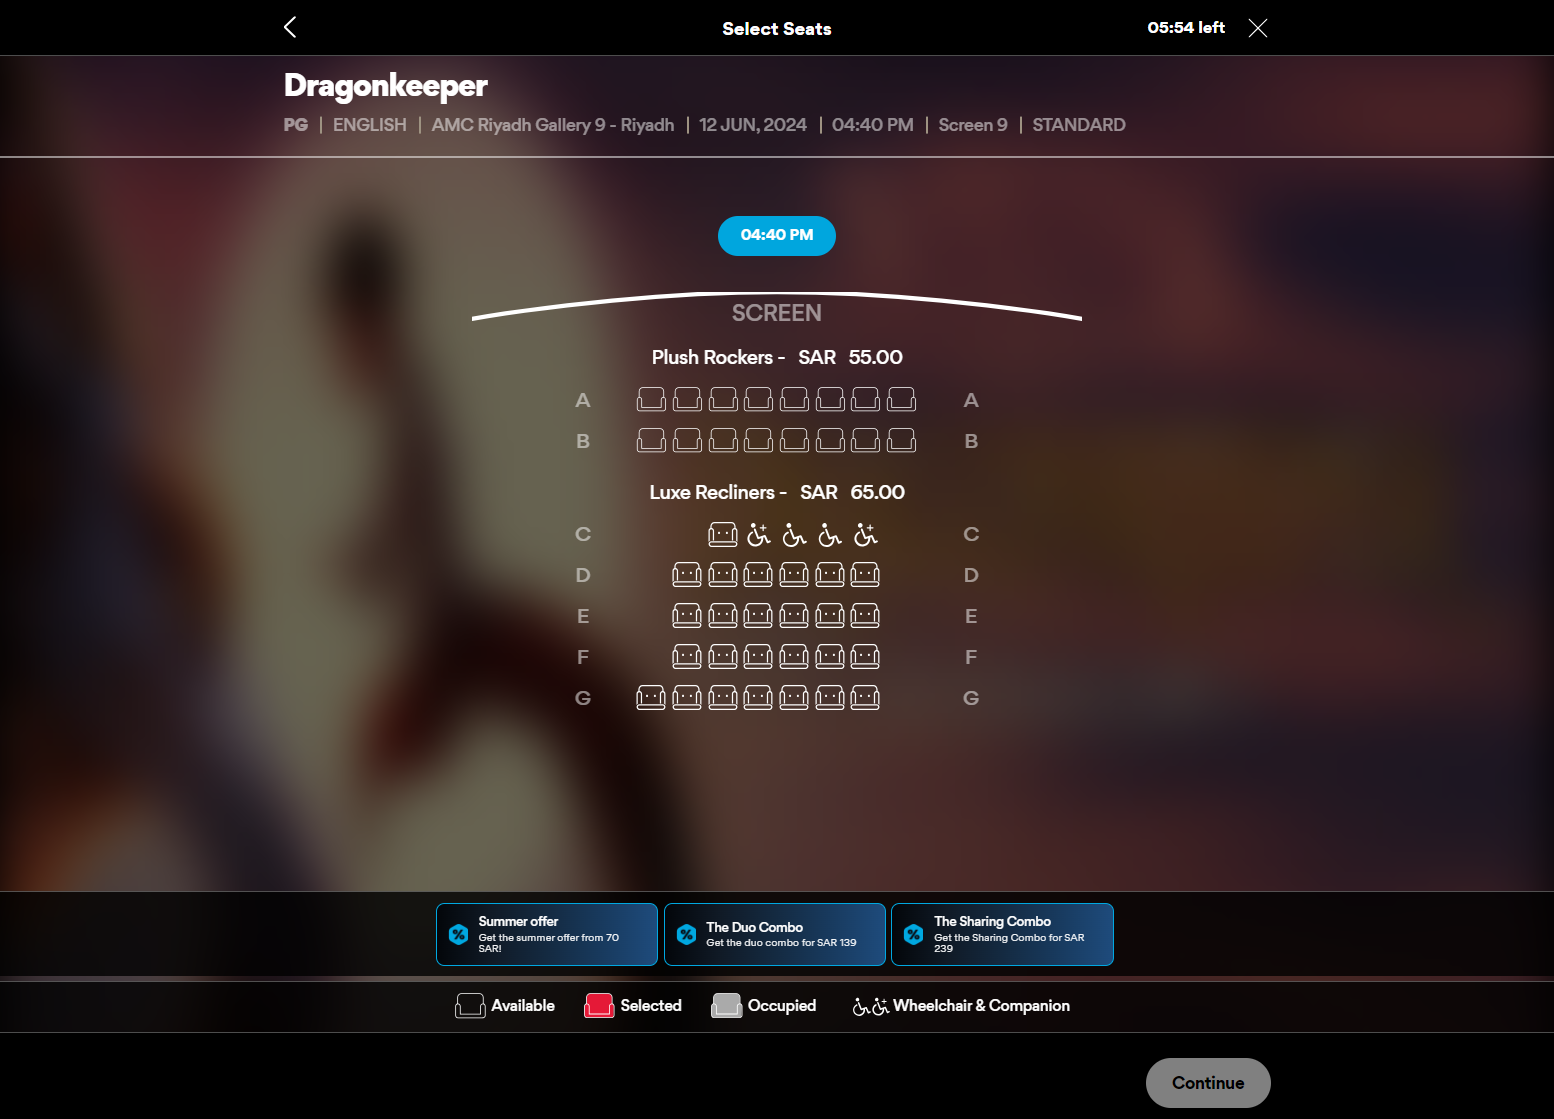 Select Seats
05:54 left
Dragonkeeper
PG | ENGLISH | AMC Riyadh Gallery 9 - Riyadh | 12 JUN, 2024 | 04:40 PM | Screen 9 | STANDARD
04:40 PM
SCREEN
Plush Rockers - SAR 55.00
A A
B B
Luxe Recliners - SAR 65.00
C C
D D
E E
F F
G G
Summer offer
Get the summer offer from 70
SAR!
The Duo Combo
Get the duo combo for SAR 139
The Sharing Combo
Get the Sharing Combo for SAR
239
Available
Selected
Occupied
Wheelchair & Companion
Continue